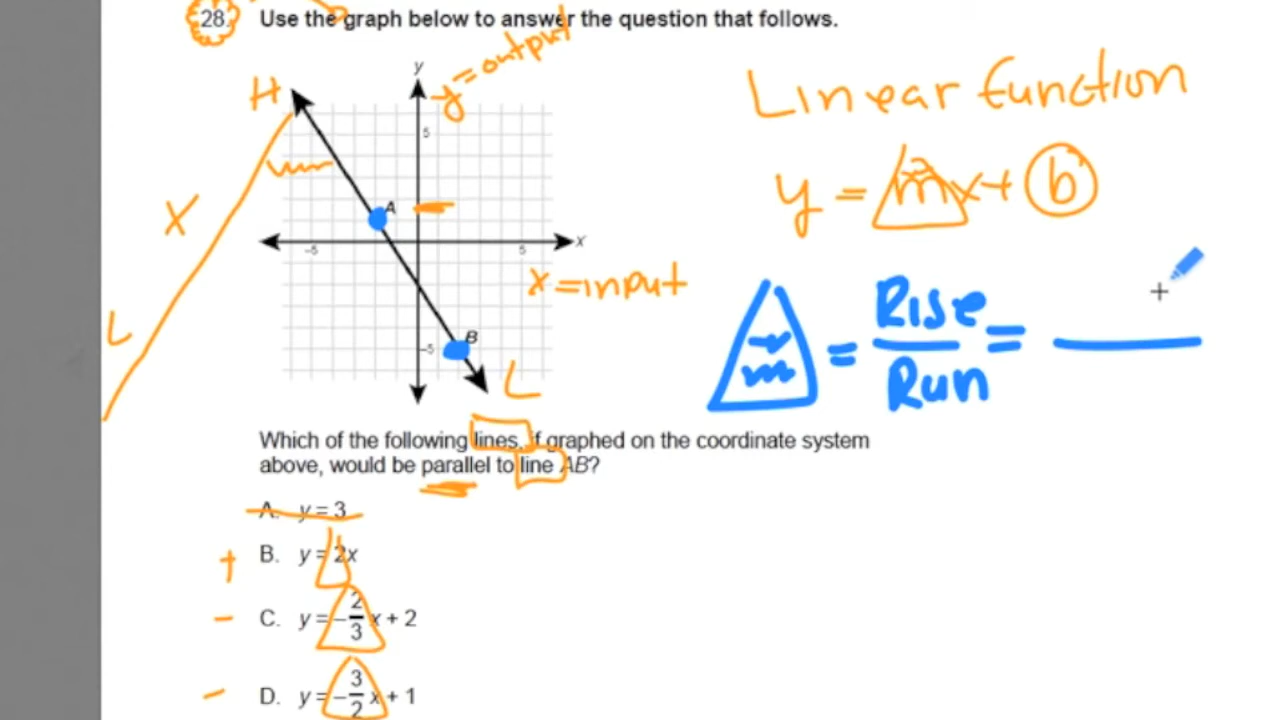 28. Use the graph below to answer the question that follows.
y
y = output
H
Linear function
5
y = mx + b
X
A
-5
5
x
x = input
Rise
m = — =
Run
L
-5
B
L
Which of the following lines, if graphed on the coordinate system
above, would be parallel to line AB?
A. y = 3
+ B. y = 2x
- C. y = -2/3 x + 2
- D. y = -3/2 x + 1